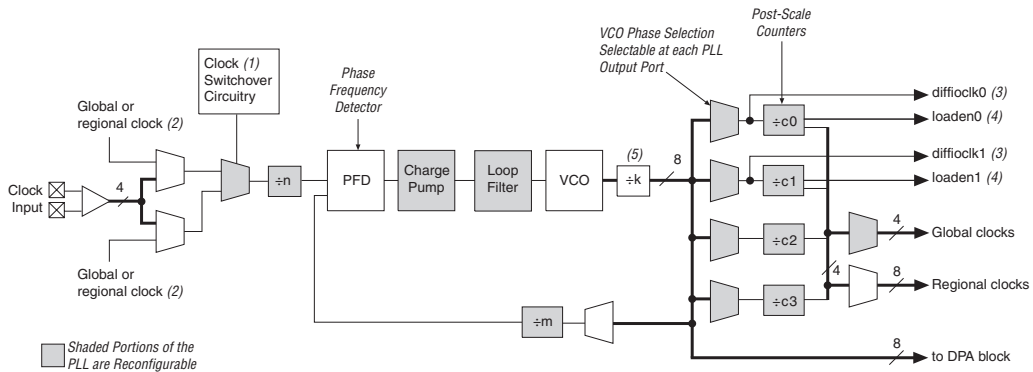 Post-Scale
Counters
VCO Phase Selection
Selectable at each PLL
Output Port
Clock (1)
Switchover
Circuitry
Phase
Frequency
Detector
Global or
regional clock (2)
diffioclk0 (3)
loaden0 (4)
÷c0
diffioclk1 (3)
loaden1 (4)
÷c1
(5)
8
÷n
PFD
Charge
Pump
Loop
Filter
VCO
÷k
Clock
Input
4
÷c2
4
Global clocks
Global or
regional clock (2)
4
8
Regional clocks
÷c3
÷m
Shaded Portions of the
PLL are Reconfigurable
8
to DPA block